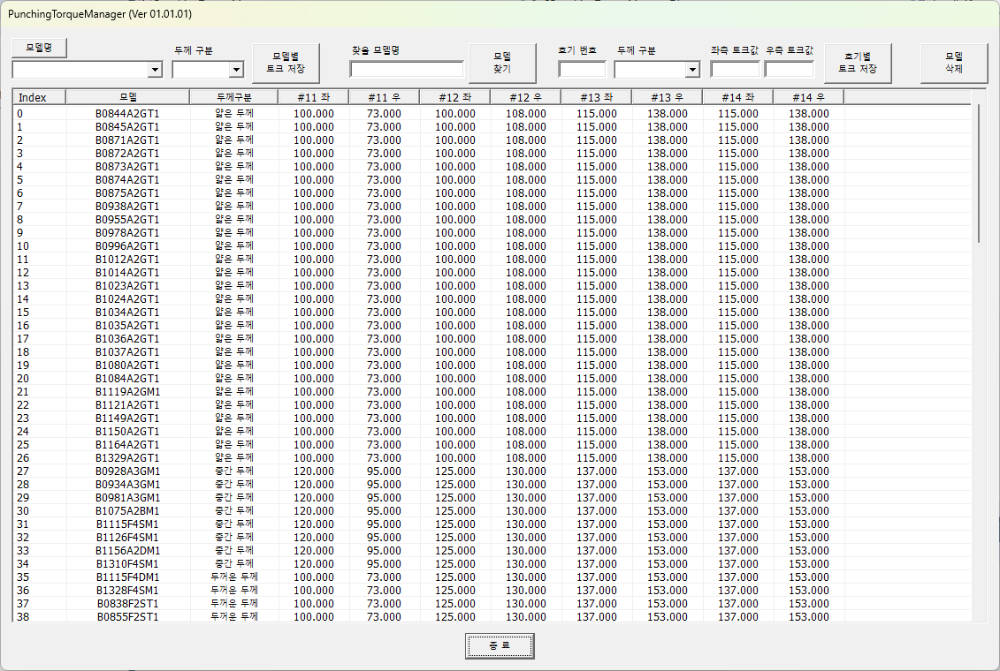 PunchingTorqueManager (Ver 01.01.01)
모델명
두께 구분
모델별
토크 저장
찾을 모델명
모델
찾기
호기 번호
두께 구분
좌측 토크값
우측 토크값
호기별
토크 저장
모델
삭제
Index 모델 두께구분 #11 좌 #11 우 #12 좌 #12 우 #13 좌 #13 우 #14 좌 #14 우
0 B0844A2GT1 얇은 두께 100.000 73.000 100.000 108.000 115.000 138.000 115.000 138.000
1 B0845A2GT1 얇은 두께 100.000 73.000 100.000 108.000 115.000 138.000 115.000 138.000
2 B0871A2GT1 얇은 두께 100.000 73.000 100.000 108.000 115.000 138.000 115.000 138.000
3 B0872A2GT1 얇은 두께 100.000 73.000 100.000 108.000 115.000 138.000 115.000 138.000
4 B0873A2GT1 얇은 두께 100.000 73.000 100.000 108.000 115.000 138.000 115.000 138.000
5 B0874A2GT1 얇은 두께 100.000 73.000 100.000 108.000 115.000 138.000 115.000 138.000
6 B0875A2GT1 얇은 두께 100.000 73.000 100.000 108.000 115.000 138.000 115.000 138.000
7 B0938A2GT1 얇은 두께 100.000 73.000 100.000 108.000 115.000 138.000 115.000 138.000
8 B0955A2GT1 얇은 두께 100.000 73.000 100.000 108.000 115.000 138.000 115.000 138.000
9 B0978A2GT1 얇은 두께 100.000 73.000 100.000 108.000 115.000 138.000 115.000 138.000
10 B0996A2GT1 얇은 두께 100.000 73.000 100.000 108.000 115.000 138.000 115.000 138.000
11 B1012A2GT1 얇은 두께 100.000 73.000 100.000 108.000 115.000 138.000 115.000 138.000
12 B1014A2GT1 얇은 두께 100.000 73.000 100.000 108.000 115.000 138.000 115.000 138.000
13 B1023A2GT1 얇은 두께 100.000 73.000 100.000 108.000 115.000 138.000 115.000 138.000
14 B1024A2GT1 얇은 두께 100.000 73.000 100.000 108.000 115.000 138.000 115.000 138.000
15 B1034A2GT1 얇은 두께 100.000 73.000 100.000 108.000 115.000 138.000 115.000 138.000
16 B1035A2GT1 얇은 두께 100.000 73.000 100.000 108.000 115.000 138.000 115.000 138.000
17 B1036A2GT1 얇은 두께 100.000 73.000 100.000 108.000 115.000 138.000 115.000 138.000
18 B1037A2GT1 얇은 두께 100.000 73.000 100.000 108.000 115.000 138.000 115.000 138.000
19 B1080A2GT1 얇은 두께 100.000 73.000 100.000 108.000 115.000 138.000 115.000 138.000
20 B1084A2GT1 얇은 두께 100.000 73.000 100.000 108.000 115.000 138.000 115.000 138.000
21 B1119A2GM1 얇은 두께 100.000 73.000 100.000 108.000 115.000 138.000 115.000 138.000
22 B1121A2GT1 얇은 두께 100.000 73.000 100.000 108.000 115.000 138.000 115.000 138.000
23 B1149A2GT1 얇은 두께 100.000 73.000 100.000 108.000 115.000 138.000 115.000 138.000
24 B1150A2GT1 얇은 두께 100.000 73.000 100.000 108.000 115.000 138.000 115.000 138.000
25 B1164A2GT1 얇은 두께 100.000 73.000 100.000 108.000 115.000 138.000 115.000 138.000
26 B1329A2GT1 얇은 두께 100.000 73.000 100.000 108.000 115.000 138.000 115.000 138.000
27 B0928A3GM1 중간 두께 120.000 95.000 125.000 130.000 137.000 153.000 137.000 153.000
28 B0934A3GM1 중간 두께 120.000 95.000 125.000 130.000 137.000 153.000 137.000 153.000
29 B0981A3GM1 중간 두께 120.000 95.000 125.000 130.000 137.000 153.000 137.000 153.000
30 B1075A2BM1 중간 두께 120.000 95.000 125.000 130.000 137.000 153.000 137.000 153.000
31 B1115F4SM1 중간 두께 120.000 95.000 125.000 130.000 137.000 153.000 137.000 153.000
32 B1126F4SM1 중간 두께 120.000 95.000 125.000 130.000 137.000 153.000 137.000 153.000
33 B1156A2DM1 중간 두께 120.000 95.000 125.000 130.000 137.000 153.000 137.000 153.000
34 B1310F4SM1 중간 두께 120.000 95.000 125.000 130.000 137.000 153.000 137.000 153.000
35 B1115F4DM1 두꺼운 두께 100.000 73.000 125.000 130.000 137.000 153.000 137.000 153.000
36 B1328F4SM1 두꺼운 두께 100.000 73.000 125.000 130.000 137.000 153.000 137.000 153.000
37 B0838F2ST1 두꺼운 두께 100.000 73.000 125.000 130.000 137.000 153.000 137.000 153.000
38 B0855F2ST1 두꺼운 두께 100.000 73.000 125.000 130.000 137.000 153.000 137.000 153.000
종 료